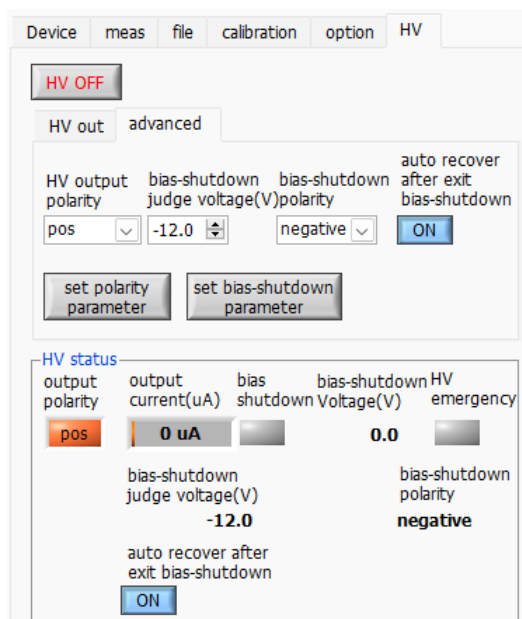 Device meas file calibration option HV
HV OFF
HV out advanced
HV output polarity
bias-shutdown judge voltage(V)
bias-shutdown polarity
auto recover after exit bias-shutdown
pos -12.0 negative ON
set polarity parameter
set bias-shutdown parameter
HV status
output polarity
output current(uA)
bias shutdown
bias-shutdown Voltage(V)
HV emergency
pos 0 uA 0.0
bias-shutdown judge voltage(V)
bias-shutdown polarity
-12.0 negative
auto recover after
exit bias-shutdown
ON